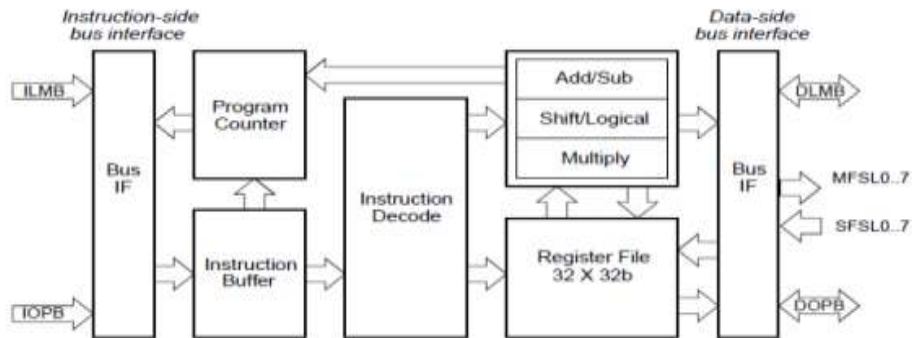 Instruction-side
bus interface
Data-side
bus interface
ILMB
Program
Counter
Add/Sub
Shift/Logical
Multiply
DLMB
Bus
IF
Instruction
Decode
Bus
IF
MFSL0..7
SFSL0..7
Instruction
Buffer
Register File
32 X 32b
IOPB
DOPB